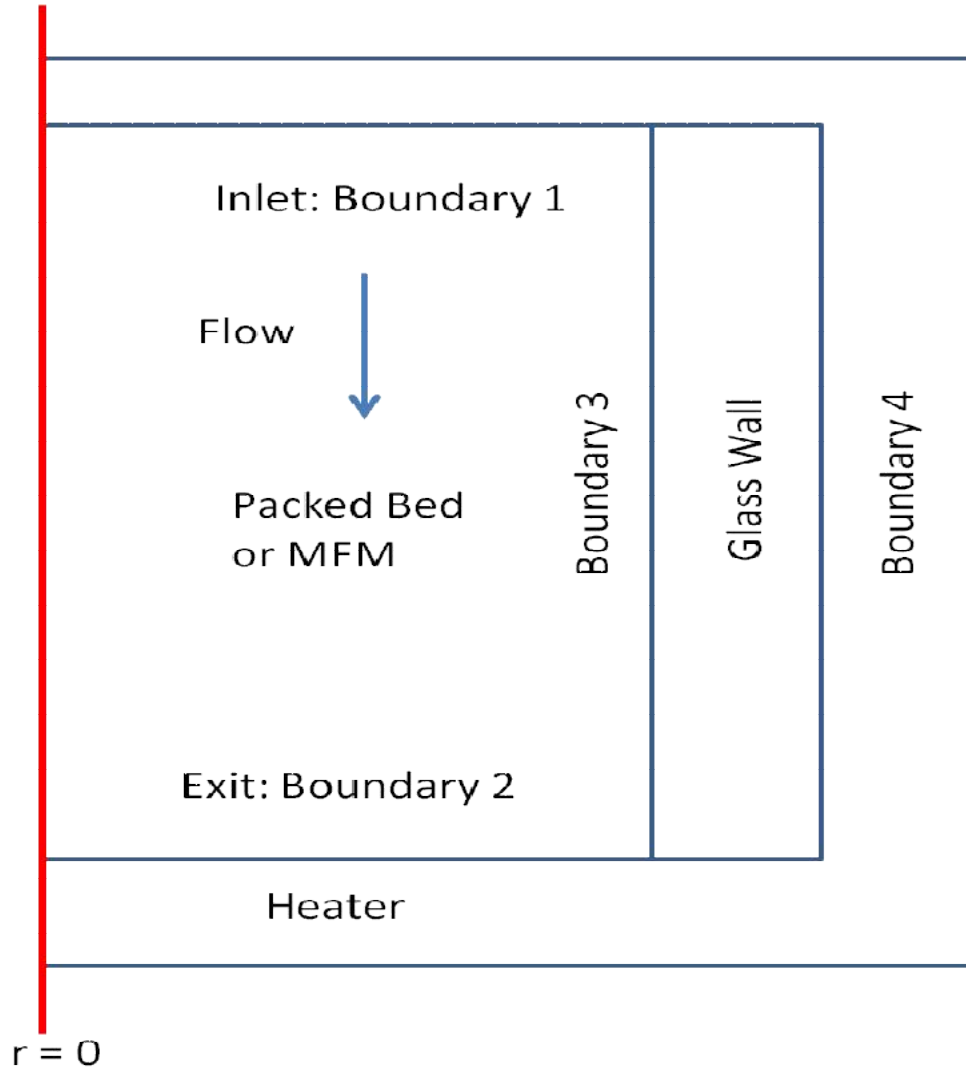 Inlet: Boundary 1
Flow
Packed Bed
or MFM
Boundary 3
Glass Wall
Boundary 4
Exit: Boundary 2
Heater
r = 0